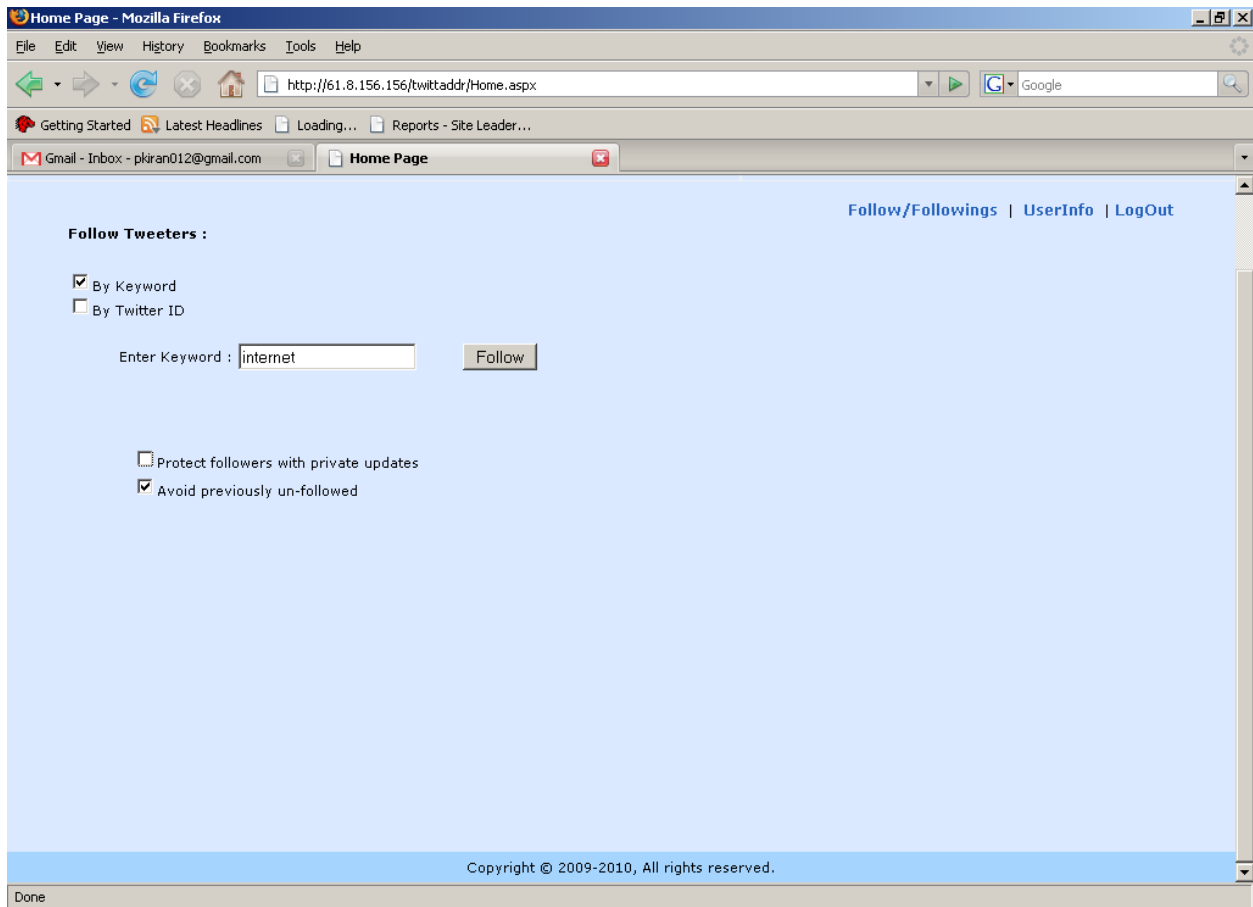 Home Page - Mozilla Firefox
File Edit View History Bookmarks Tools Help
http://61.8.156.156/twittaddr/Home.aspx G Google
Getting Started Latest Headlines Loading... Reports - Site Leader...
Gmail - Inbox - pkiran012@gmail.com Home Page
Follow/Followings | UserInfo | LogOut
Follow Tweeters :
By Keyword
By Twitter ID
Enter Keyword : internet Follow
Protect followers with private updates
Avoid previously un-followed
Copyright © 2009-2010, All rights reserved.
Done